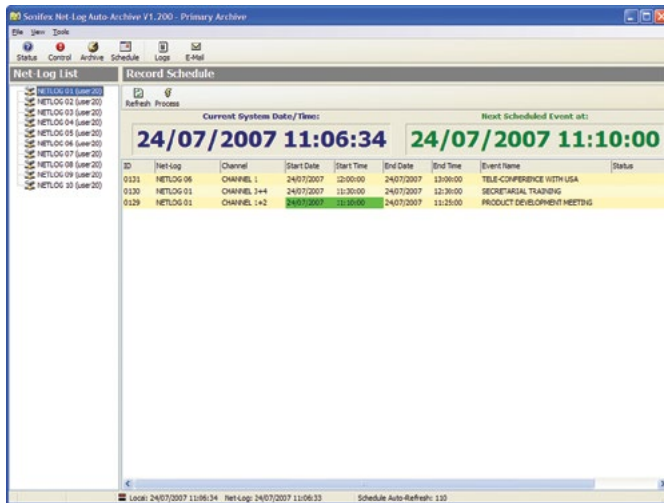 Sonifex Net-Log Auto-Archive V1.200 - Primary Archive
File View Tools
Status Control Archive Schedule Logs E-Mail
Net-Log List
Record Schedule
NETLOG 01 (user20)
NETLOG 02 (user20)
NETLOG 03 (user20)
NETLOG 04 (user20)
NETLOG 05 (user20)
NETLOG 06 (user20)
NETLOG 07 (user20)
NETLOG 08 (user20)
NETLOG 09 (user20)
NETLOG 10 (user20)
Refresh Process
Current System Date/Time: Next Scheduled Event at:
24/07/2007 11:06:34 24/07/2007 11:10:00
ID Net-Log Channel Start Date Start Time End Date End Time Event Name Status
0131 NETLOG 06 CHANNEL 1 24/07/2007 12:00:00 24/07/2007 13:00:00 TELE-CONFERENCE WITH USA
0130 NETLOG 01 CHANNEL 3+4 24/07/2007 11:30:00 24/07/2007 12:30:00 SECRETARIAL TRAINING
0129 NETLOG 01 CHANNEL 1+2 24/07/2007 11:10:00 24/07/2007 11:25:00 PRODUCT DEVELOPMENT MEETING
Local: 24/07/2007 11:06:34 Net-Log: 24/07/2007 11:06:33 Schedule Auto-Refresh: 110